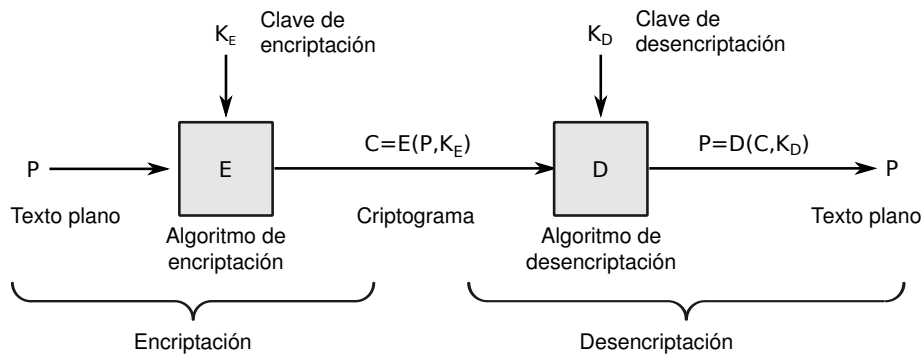 K_E
Clave de
encriptación
K_D
Clave de
desencriptación
P
E
C=E(P,K_E)
D
P=D(C,K_D)
P
Texto plano
Criptograma
Texto plano
Algoritmo de
encriptación
Algoritmo de
desencriptación
Encriptación
Desencriptación